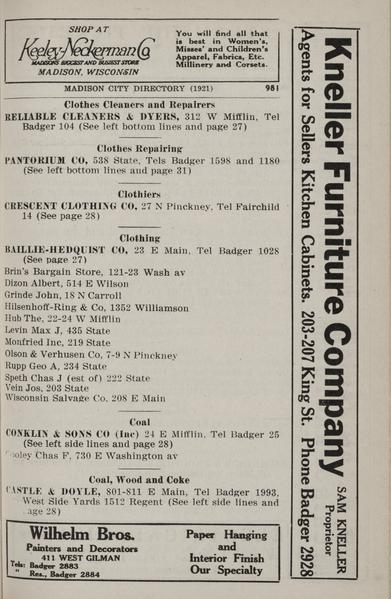 SHOP AT
Keeley-Neckerman Co
MADISON'S BIGGEST AND BUSIEST STORE
MADISON, WISCONSIN
You will find all that
is best in Women's,
Misses' and Children's
Apparel, Fabrics, Etc.
Millinery and Corsets.
MADISON CITY DIRECTORY (1921) 981
Clothes Cleaners and Repairers
RELIABLE CLEANERS & DYERS, 312 W Mifflin, Tel
Badger 104 (See left bottom lines and page 27)
Clothes Repairing
PANTORIUM CO, 538 State, Tels Badger 1598 and 1180
(See left bottom lines and page 31)
Clothiers
CRESCENT CLOTHING CO, 27 N Pinckney, Tel Fairchild
14 (See page 28)
Clothing
BAILLIE-HEDQUIST CO, 23 E Main, Tel Badger 1028
(See page 27)
Brin's Bargain Store, 121-23 Wash av
Dizon Albert, 514 E Wilson
Grinde John, 18 N Carroll
Hilsenhoff-Ring & Co, 1352 Williamson
Hub The, 22-24 W Mifflin
Levin Max J, 435 State
Monfried Inc, 219 State
Olson & Verhusen Co, 7-9 N Pinckney
Rupp Geo A, 234 State
Speth Chas J (est of) 222 State
Vein Jos, 203 State
Wisconsin Salvage Co, 208 E Main
Coal
CONKLIN & SONS CO (Inc) 24 E Mifflin, Tel Badger 25
(See left side lines and page 28)
Cooley Chas F, 730 E Washington av
Coal, Wood and Coke
CASTLE & DOYLE, 801-811 E Main, Tel Badger 1993,
West Side Yards 1512 Regent (See left side lines and
page 28)
Wilhelm Bros.
Painters and Decorators
411 WEST GILMAN
Tels: Badger 2883
" Res., Badger 2884
Paper Hanging
and
Interior Finish
Our Specialty
Kneller Furniture Company
SAM KNELLER
Proprietor
Agents for Sellers Kitchen Cabinets. 203-207 King St. Phone Badger 2928